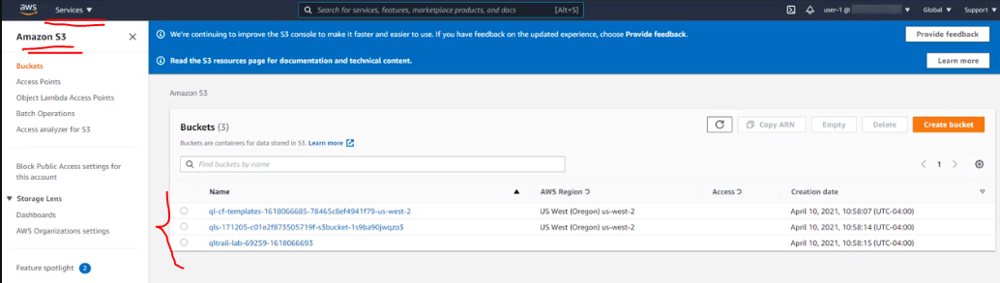 aws
Services ▼
Search for services, features, marketplace products, and docs [Alt+S]
user-1 @
Global ▼
Support ▼
Amazon S3
Buckets
Access Points
Object Lambda Access Points
Batch Operations
Access analyzer for S3
Block Public Access settings for
this account
Storage Lens
Dashboards
AWS Organizations settings
Feature spotlight 2
We're continuing to improve the S3 console to make it faster and easier to use. If you have feedback on the updated experience, choose Provide feedback.
Provide feedback
Read the S3 resources page for documentation and technical content.
Learn more
Amazon S3
Buckets (3)
Buckets are containers for data stored in S3. Learn more
Copy ARN
Empty
Delete
Create bucket
Find buckets by name
1
Name AWS Region Access Creation date
ql-cf-templates-1618066685-78465c8ef4941f79-us-west-2 US West (Oregon) us-west-2 April 10, 2021, 10:58:07 (UTC-04:00)
qls-171205-c01e2f873505719f-s3bucket-1s9ba90jwqzo3 US West (Oregon) us-west-2 April 10, 2021, 10:58:14 (UTC-04:00)
qltrail-lab-69259-1618066693 April 10, 2021, 10:58:15 (UTC-04:00)